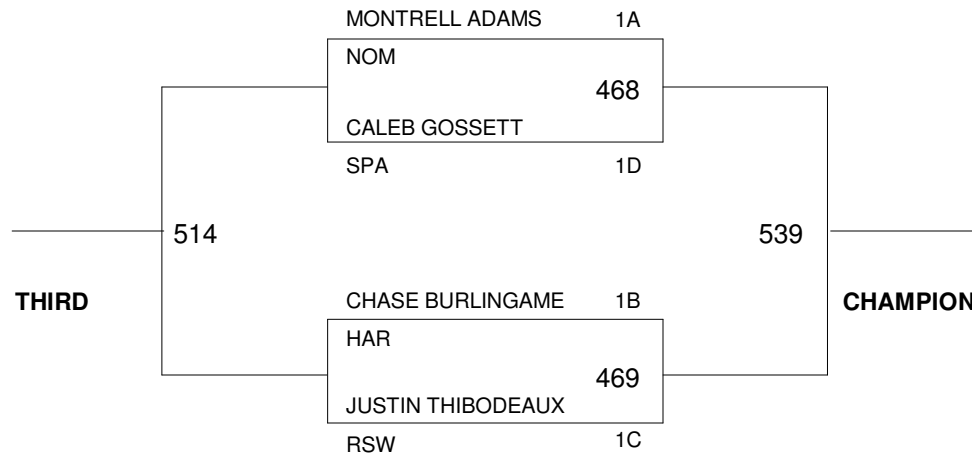 MONTRELL ADAMS 1A
NOM
468
CALEB GOSSETT
SPA 1D
514 539
THIRD CHASE BURLINGAME 1B CHAMPION
HAR
469
JUSTIN THIBODEAUX
RSW 1C